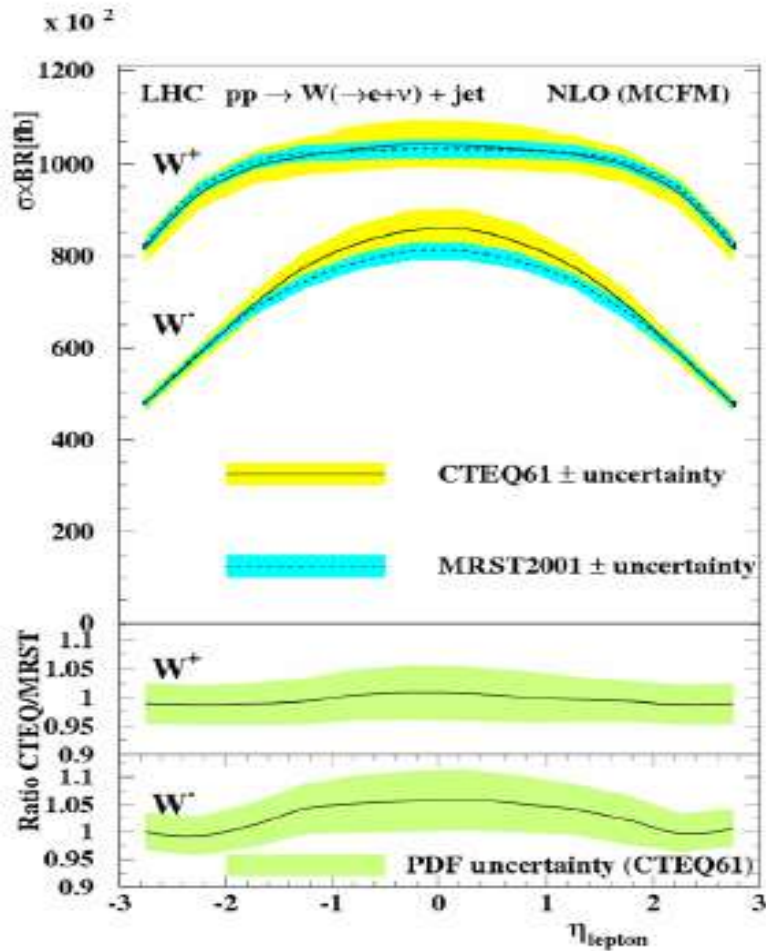 x 10 ²
σ×BR[fb]
1200
1000
800
600
400
200
0
LHC pp → W(→e+ν) + jet NLO (MCFM)
W⁺
W⁻
CTEQ61 ± uncertainty
MRST2001 ± uncertainty
Ratio CTEQ/MRST
1.1
1.05
1
0.95
0.9
W⁺
1.1
1.05
1
0.95
0.9
W⁻
PDF uncertainty (CTEQ61)
-3 -2 -1 0 1 2 3
η lepton